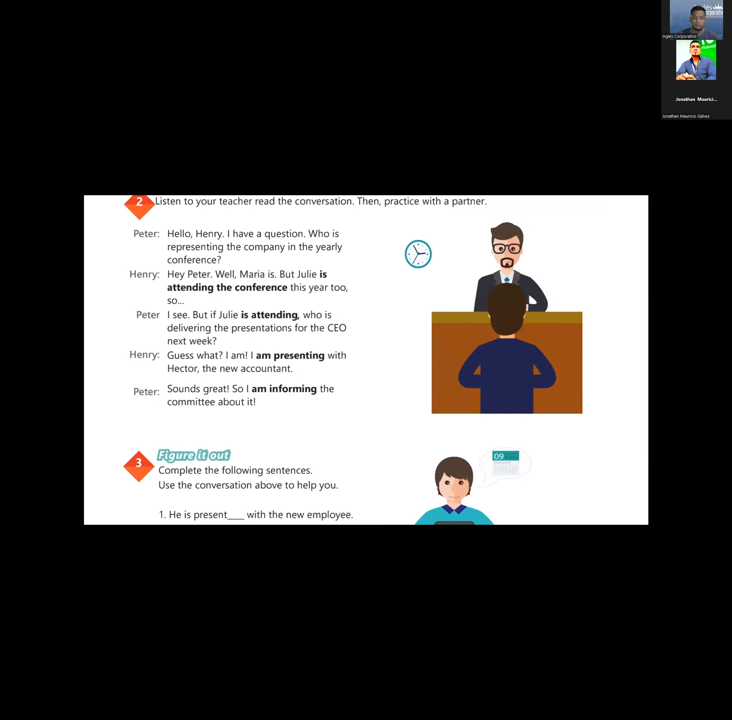 Inglés Corporativo
Jonathan Maurici...
Jonathan Mauricio Gálvez
2 Listen to your teacher read the conversation. Then, practice with a partner.
Peter: Hello, Henry. I have a question. Who is
representing the company in the yearly
conference?
Henry: Hey Peter. Well, Maria is. But Julie is
attending the conference this year too,
so...
Peter I see. But if Julie is attending, who is
delivering the presentations for the CEO
next week?
Henry: Guess what? I am! I am presenting with
Hector, the new accountant.
Peter: Sounds great! So I am informing the
committee about it!
3 Figure it out
Complete the following sentences.
Use the conversation above to help you.
09
1. He is present___ with the new employee.